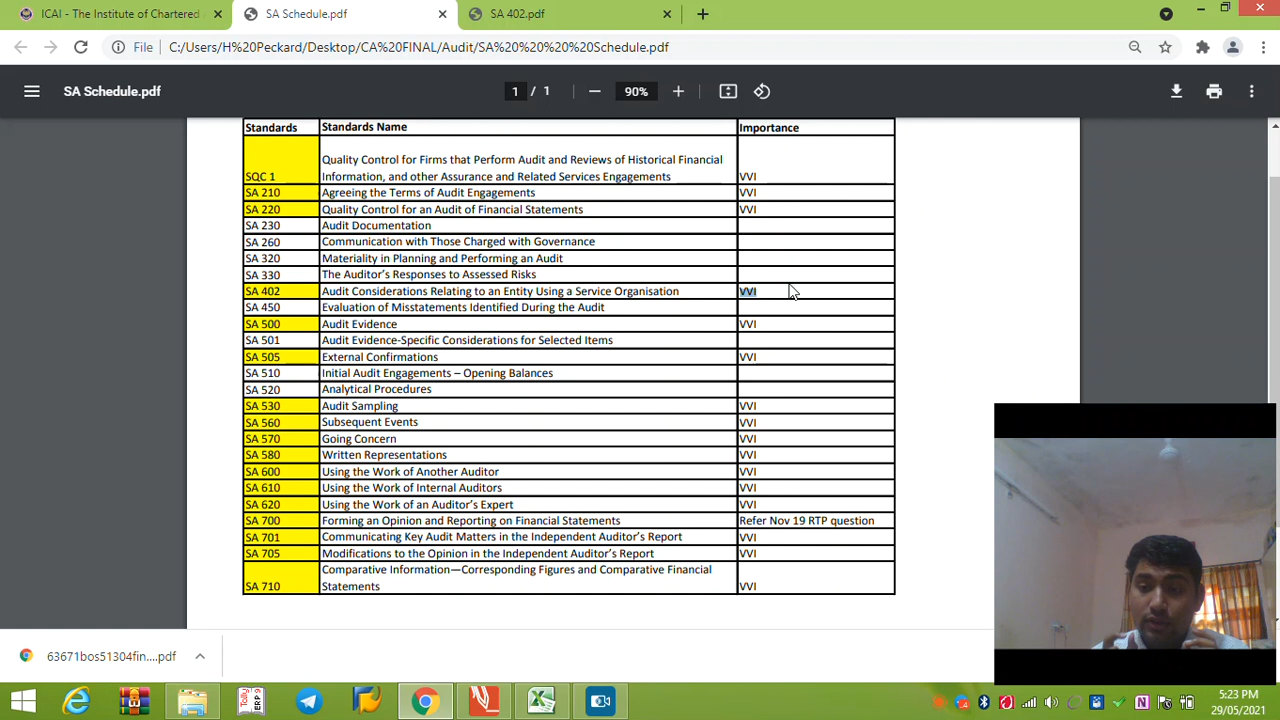 ICAI - The Institute of Chartered
SA Schedule.pdf
SA 402.pdf
File C:/Users/H%20Peckard/Desktop/CA%20FINAL/Audit/SA%20%20%20%20Schedule.pdf
SA Schedule.pdf
1 / 1
90%
Standards Standards Name Importance
Quality Control for Firms that Perform Audit and Reviews of Historical Financial
SQC 1 Information, and other Assurance and Related Services Engagements VVI
SA 210 Agreeing the Terms of Audit Engagements VVI
SA 220 Quality Control for an Audit of Financial Statements VVI
SA 230 Audit Documentation
SA 260 Communication with Those Charged with Governance
SA 320 Materiality in Planning and Performing an Audit
SA 330 The Auditor's Responses to Assessed Risks
SA 402 Audit Considerations Relating to an Entity Using a Service Organisation VVI
SA 450 Evaluation of Misstatements Identified During the Audit
SA 500 Audit Evidence VVI
SA 501 Audit Evidence-Specific Considerations for Selected Items
SA 505 External Confirmations VVI
SA 510 Initial Audit Engagements – Opening Balances
SA 520 Analytical Procedures
SA 530 Audit Sampling VVI
SA 560 Subsequent Events VVI
SA 570 Going Concern VVI
SA 580 Written Representations VVI
SA 600 Using the Work of Another Auditor VVI
SA 610 Using the Work of Internal Auditors VVI
SA 620 Using the Work of an Auditor's Expert VVI
SA 700 Forming an Opinion and Reporting on Financial Statements Refer Nov 19 RTP question
SA 701 Communicating Key Audit Matters in the Independent Auditor's Report VVI
SA 705 Modifications to the Opinion in the Independent Auditor's Report VVI
Comparative Information—Corresponding Figures and Comparative Financial
SA 710 Statements VVI
63671bos51304fin....pdf
Tally
ERP 9
N
5:23 PM
29/05/2021